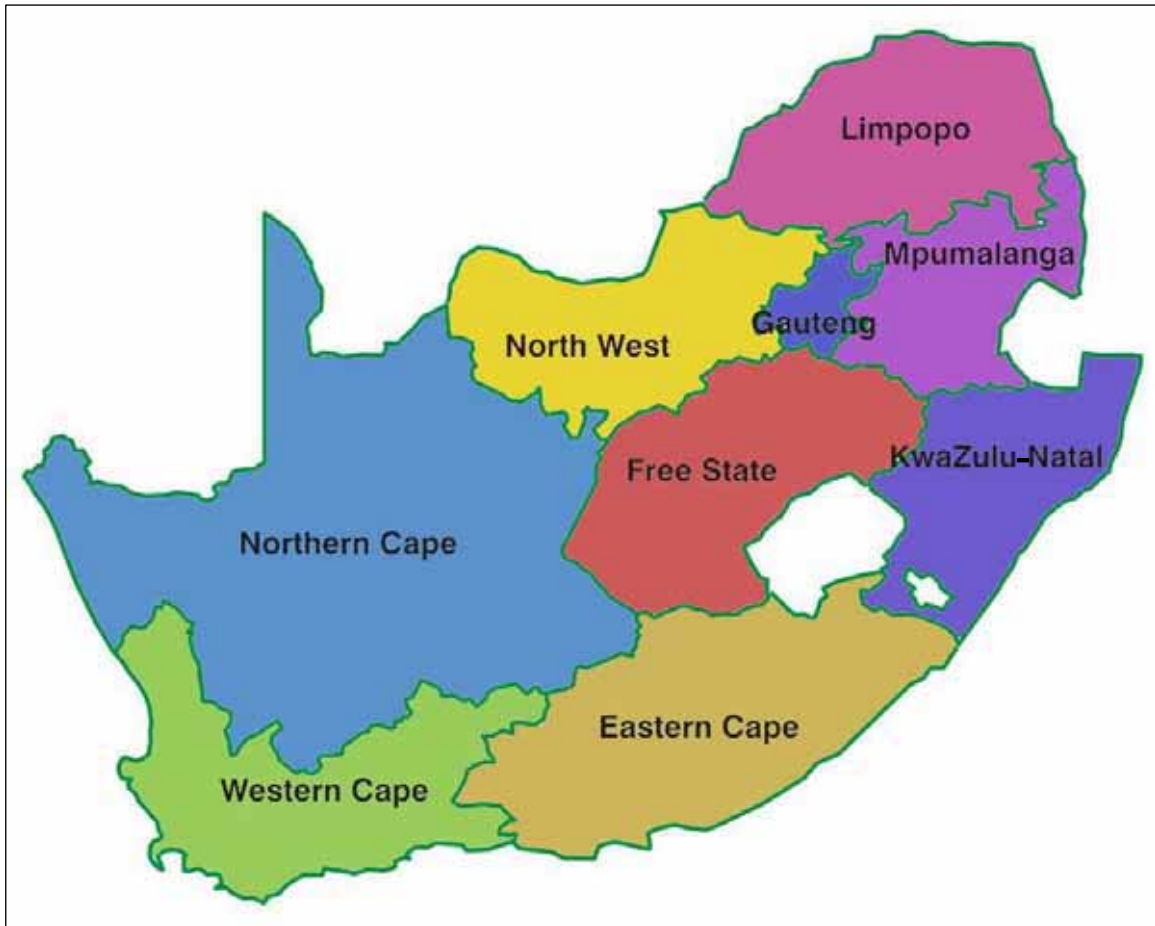 Limpopo
Mpumalanga
Gauteng
North West
KwaZulu-Natal
Free State
Northern Cape
Eastern Cape
Western Cape